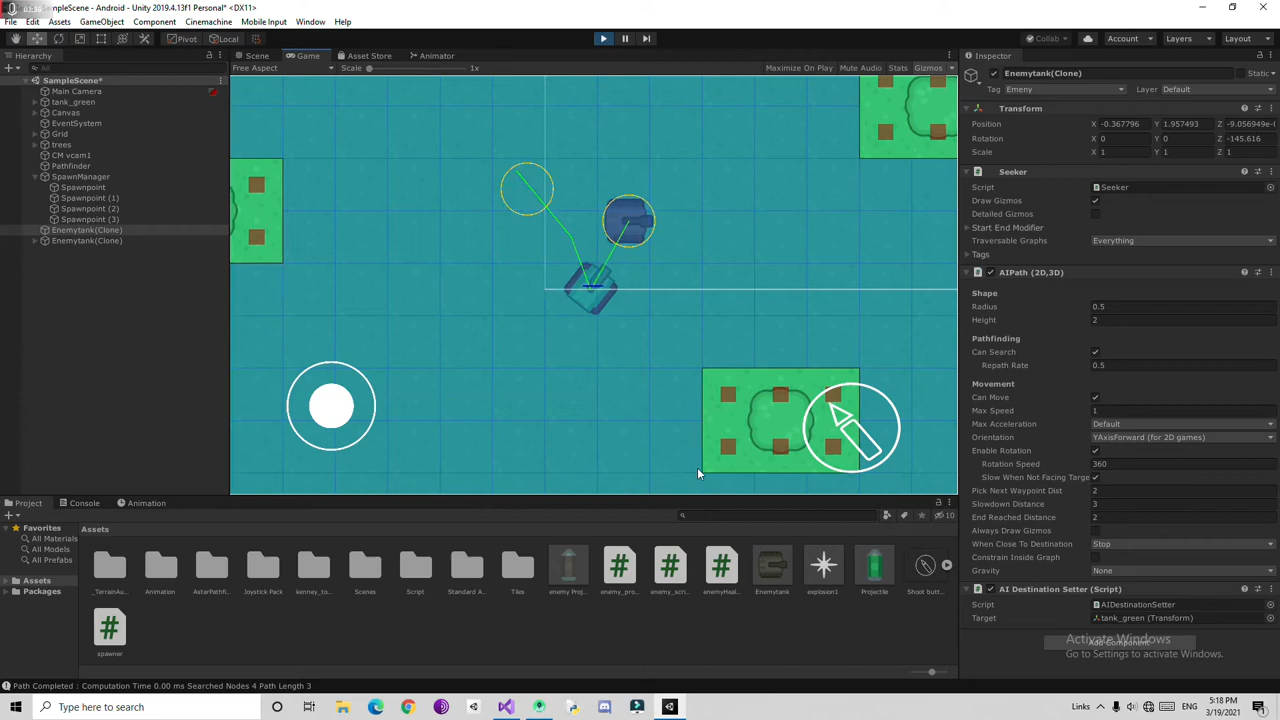 SampleScene - Android - Unity 2019.4.13f1 Personal* <DX11>
File Edit Assets GameObject Component Cinemachine Mobile Input Window Help
Pivot Local Collab Account Layers Layout
Hierarchy
All
SampleScene*
Main Camera
tank_green
Canvas
EventSystem
Grid
trees
CM vcam1
Pathfinder
SpawnManager
Spawnpoint
Spawnpoint (1)
Spawnpoint (2)
Spawnpoint (3)
Enemytank(Clone)
Enemytank(Clone)
Scene Game Asset Store Animator
Free Aspect Scale 1x Maximize On Play Mute Audio Stats Gizmos
Inspector
Enemytank(Clone) Static
Tag Emeny Layer Default
Transform
Position X -0.367796 Y 1.957493 Z -9.056949e-
Rotation X 0 Y 0 Z -145.616
Scale X 1 Y 1 Z 1
Seeker
Script Seeker
Draw Gizmos
Detailed Gizmos
Start End Modifier
Traversable Graphs Everything
Tags
AIPath (2D,3D)
Shape
Radius 0.5
Height 2
Pathfinding
Can Search
Repath Rate 0.5
Movement
Can Move
Max Speed 1
Max Acceleration Default
Orientation YAxisForward (for 2D games)
Enable Rotation
Rotation Speed 360
Slow When Not Facing Targe
Pick Next Waypoint Dist 2
Slowdown Distance 3
End Reached Distance 2
Always Draw Gizmos
When Close To Destination Stop
Constrain Inside Graph
Gravity None
AI Destination Setter (Script)
Script AIDestinationSetter
Target tank_green (Transform)
Add Component
Activate Windows
Go to Settings to activate Windows.
Project Console Animation
10
Favorites
All Materials
All Models
All Prefabs
Assets
Packages
Assets
_TerrainAu... Animation AstarPathfi... Joystick Pack kenney_to... Scenes Script Standard A... Tiles enemy Proj... enemy_pro... enemy_scri... enemyHeal... Enemytank explosion1 Projectile Shoot butt...
spawner
Path Completed : Computation Time 0.00 ms Searched Nodes 4 Path Length 3
Type here to search
Links 5:18 PM
3/19/2021